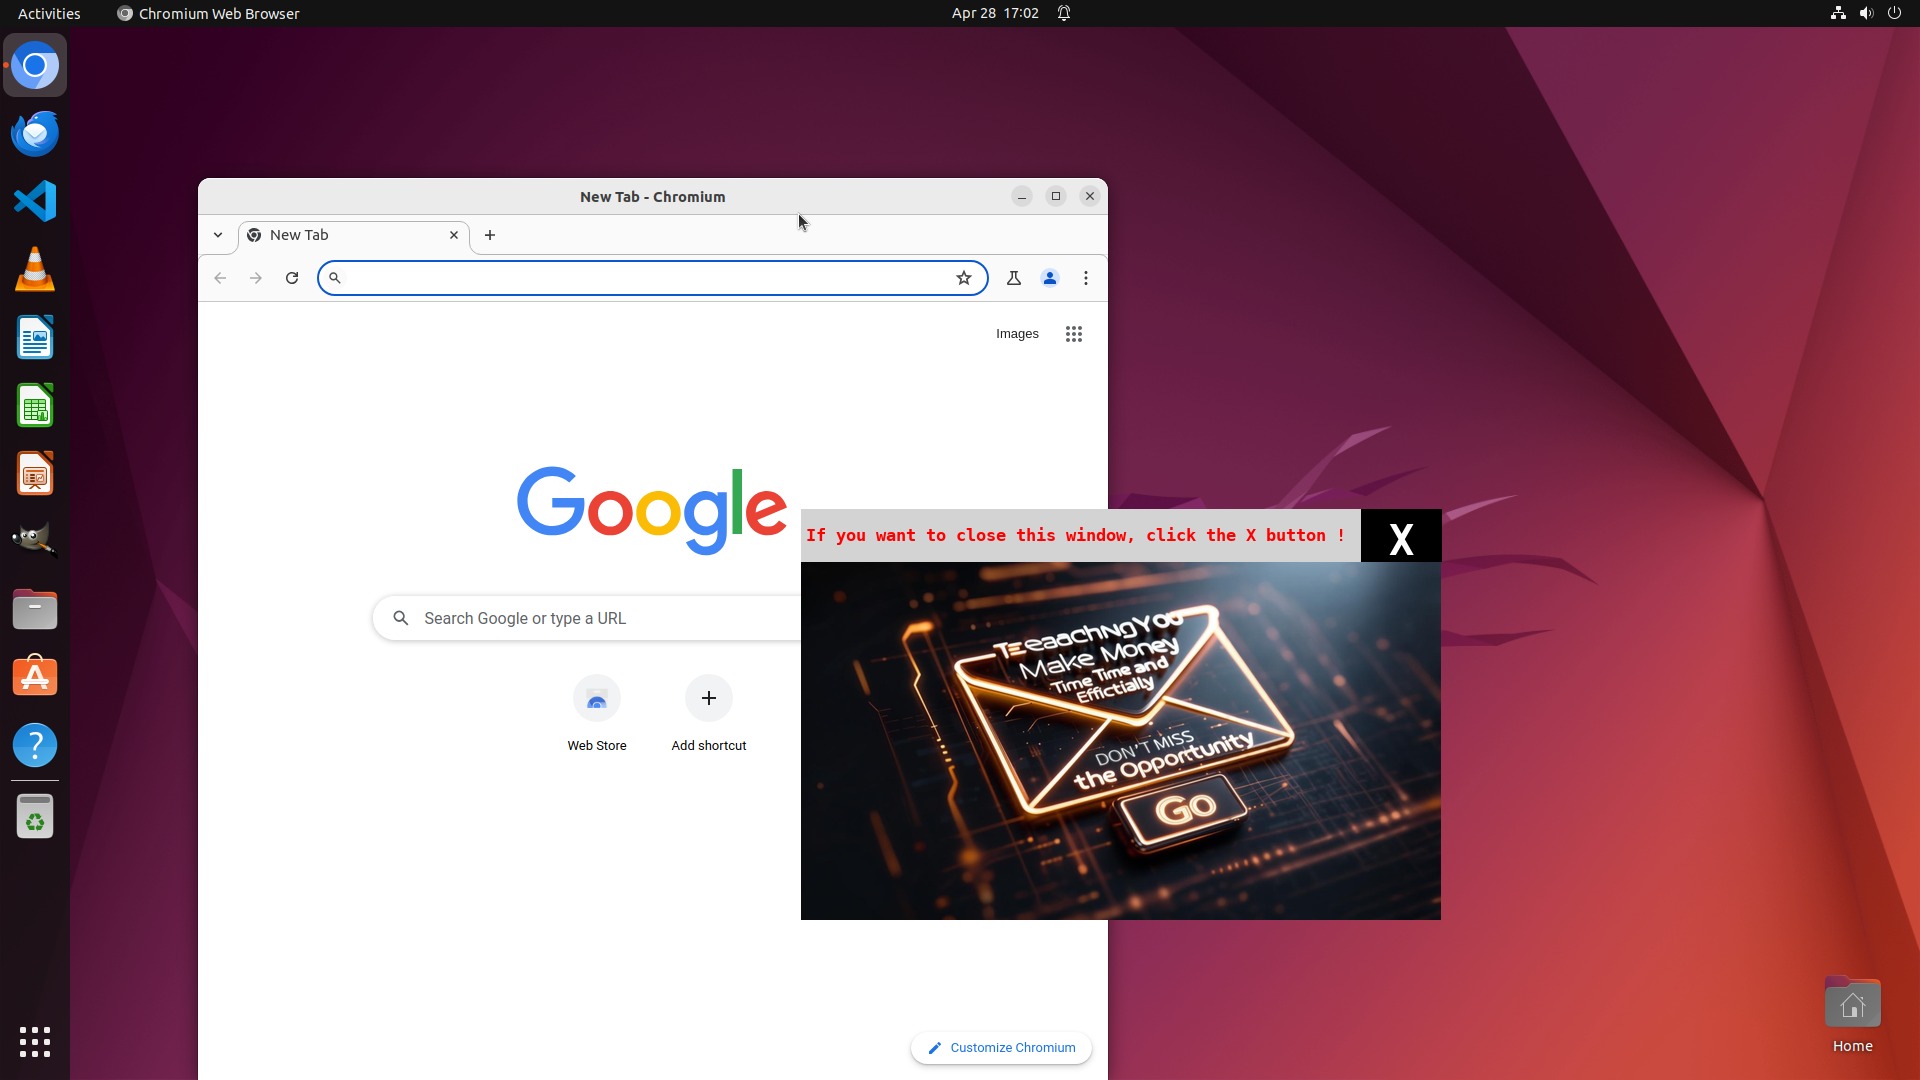 Activities
Chromium Web Browser
Apr 28 17:02
New Tab - Chromium
New Tab
Images
Google
If you want to close this window, click the X button !
X
Search Google or type a URL
TEeaachngYou
Make Money
Time Time and
Effictially
DON'T MISS
the Opportunity
Go
Web Store
Add shortcut
Customize Chromium
Home